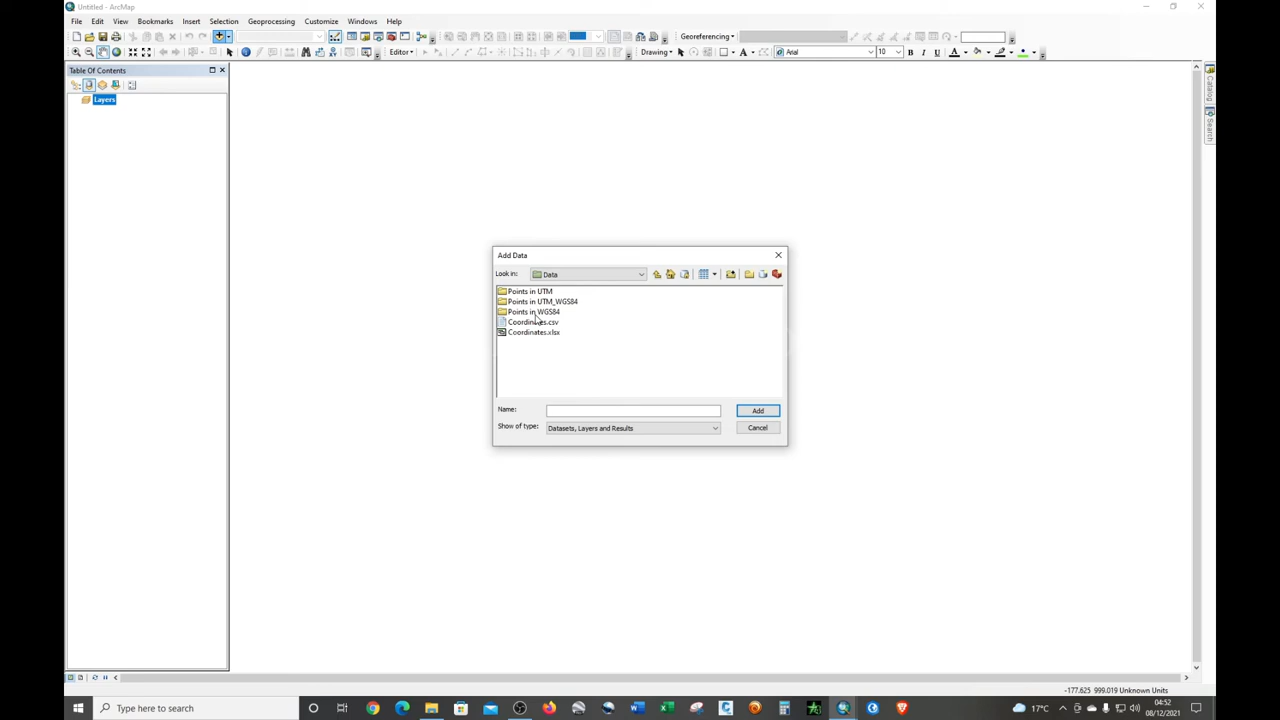 Untitled - ArcMap
File Edit View Bookmarks Insert Selection Geoprocessing Customize Windows Help
Georeferencing
Editor Drawing Arial 10 B I U A
Table Of Contents
Layers
Catalog
Search
Add Data
Look in: Data
Points in UTM
Points in UTM_WGS84
Points in WGS84
Coordinates.csv
Coordinates.xlsx
Name: Add
Show of type: Datasets, Layers and Results Cancel
-177.625 999.019 Unknown Units
Type here to search
17°C
04:52
08/12/2021